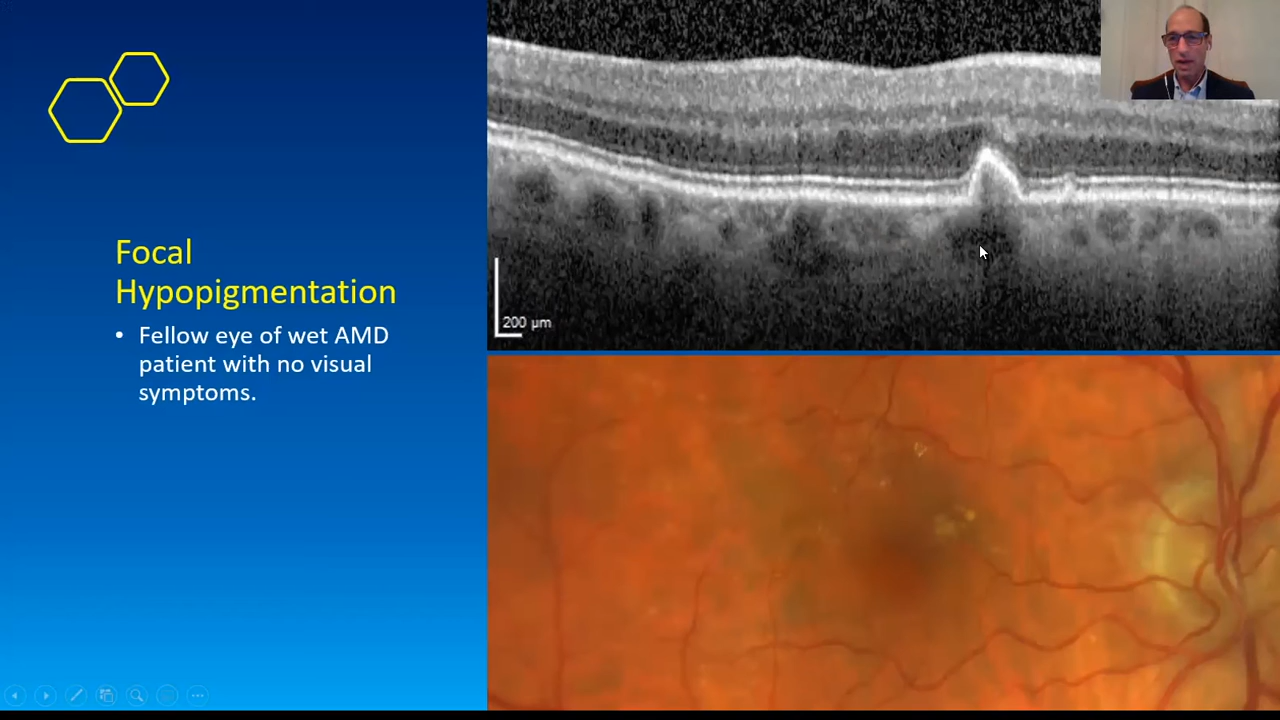 Focal
Hypopigmentation
• Fellow eye of wet AMD
patient with no visual
symptoms.
200 µm